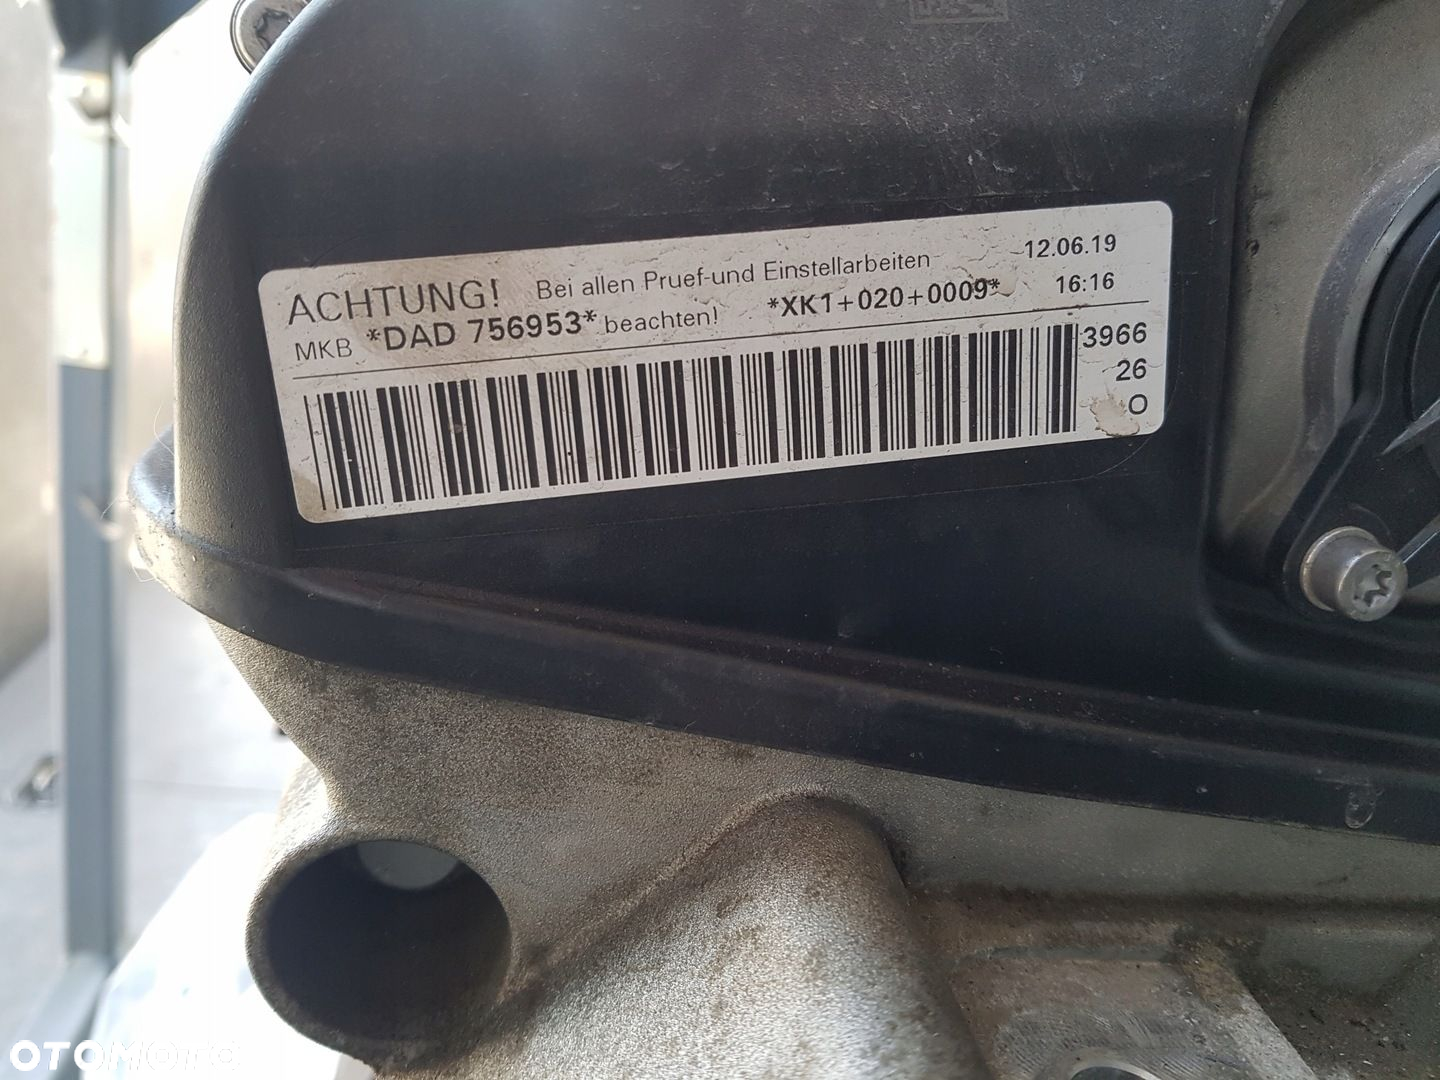 ACHTUNG! Bei allen Pruef-und Einstellarbeiten 12.06.19
MKB *DAD 756953* beachten! *XK1+020+0009* 16:16
3966
26
O
OTOMOTO